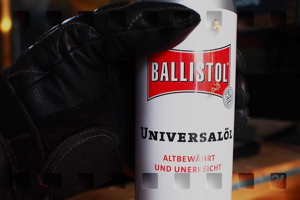 BALLISTOL
UNIVERSALÖL
ALTBEWÄHRT
UND UNERREICHT